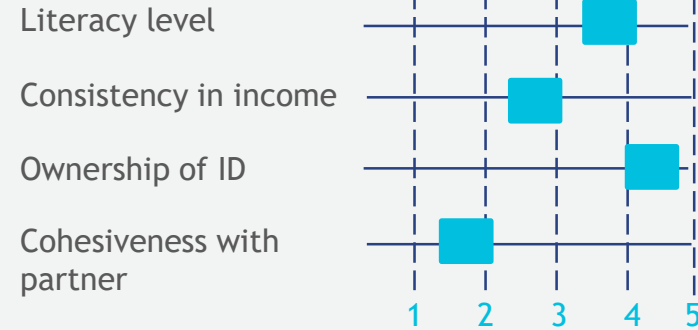 Literacy level
Consistency in income
Ownership of ID
Cohesiveness with
partner
1 2 3 4 5